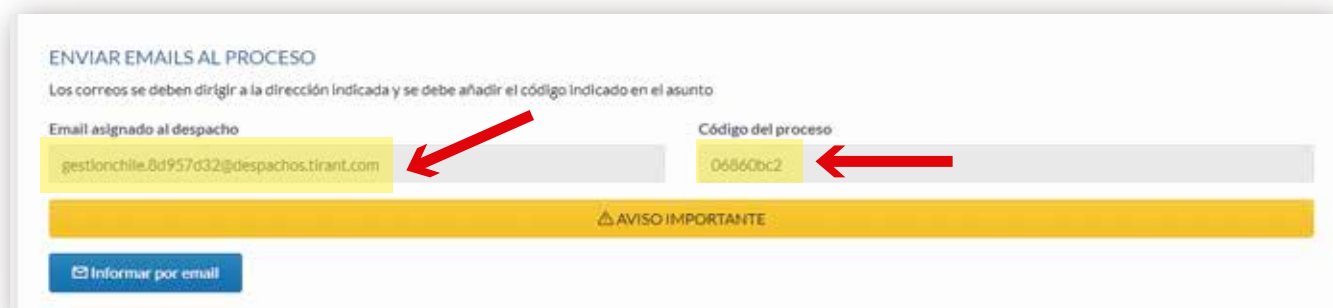 ENVIAR EMAILS AL PROCESO
Los correos se deben dirigir a la dirección indicada y se debe añadir el código indicado en el asunto
Email asignado al despacho
Código del proceso
gestionchile.8d957d32@despachos.tirant.com
06860bc2
⚠ AVISO IMPORTANTE
Informar por email